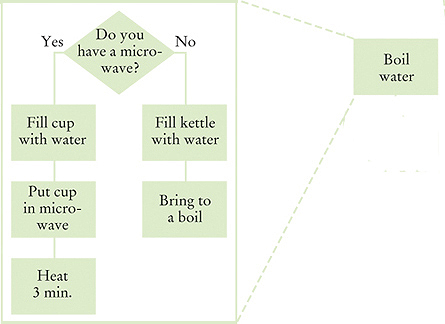 Do you
have a micro-
wave?
Yes
No
Fill cup
with water
Put cup
in micro-
wave
Heat
3 min.
Fill kettle
with water
Bring to
a boil
Boil
water